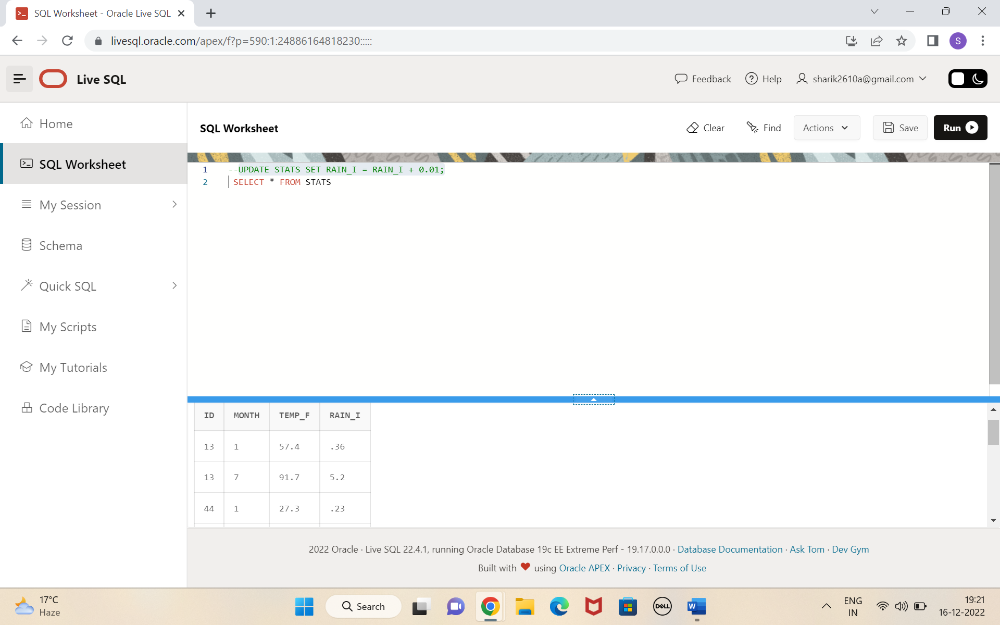 SQL Worksheet - Oracle Live SQL
livesql.oracle.com/apex/f?p=590:1:24886164818230:::::
S
Live SQL
Feedback
Help
sharik2610a@gmail.com
Home
SQL Worksheet
My Session
Schema
Quick SQL
My Scripts
My Tutorials
Code Library
SQL Worksheet
Clear
Find
Actions
Save
Run
1 --UPDATE STATS SET RAIN_I = RAIN_I + 0.01;
2 SELECT * FROM STATS
ID MONTH TEMP_F RAIN_I
13 1 57.4 .36
13 7 91.7 5.2
44 1 27.3 .23
2022 Oracle · Live SQL 22.4.1, running Oracle Database 19c EE Extreme Perf - 19.17.0.0.0 · Database Documentation · Ask Tom · Dev Gym
Built with ❤ using Oracle APEX · Privacy · Terms of Use
17°C
Haze
Search
DELL
W
ENG
IN
19:21
16-12-2022